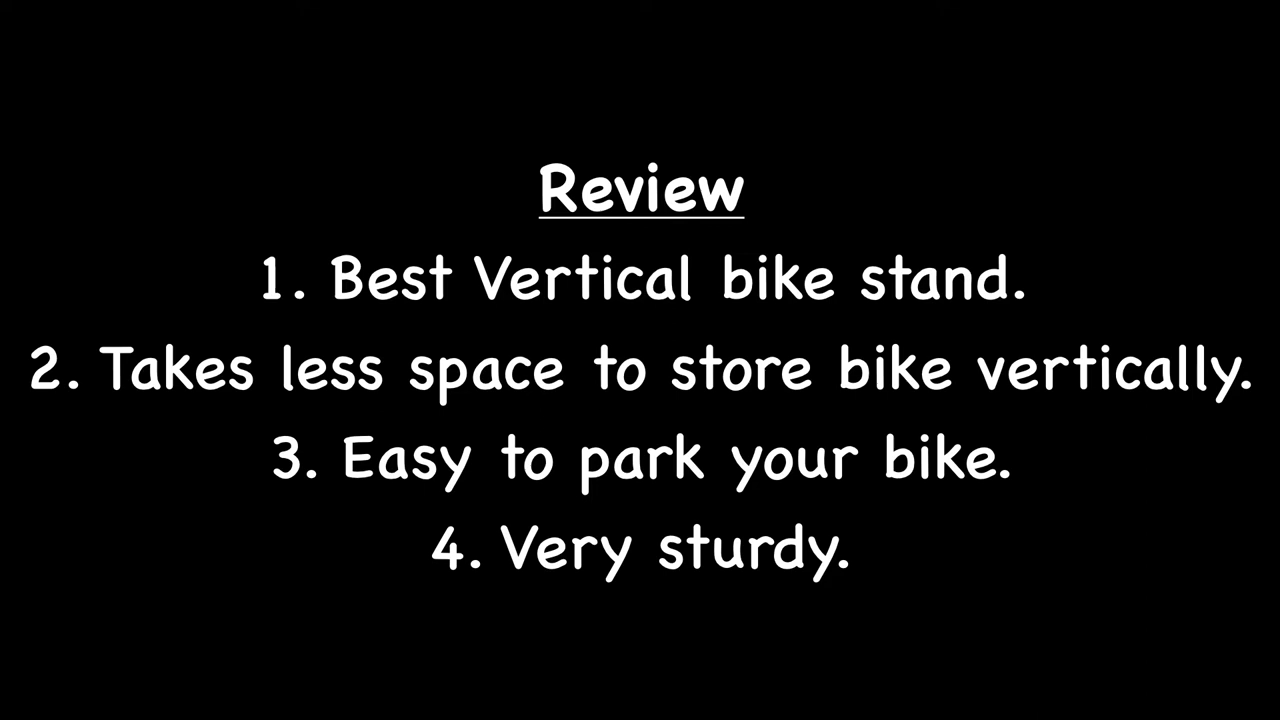 Review
1. Best Vertical bike stand.
2. Takes less space to store bike vertically.
3. Easy to park your bike.
4. Very sturdy.